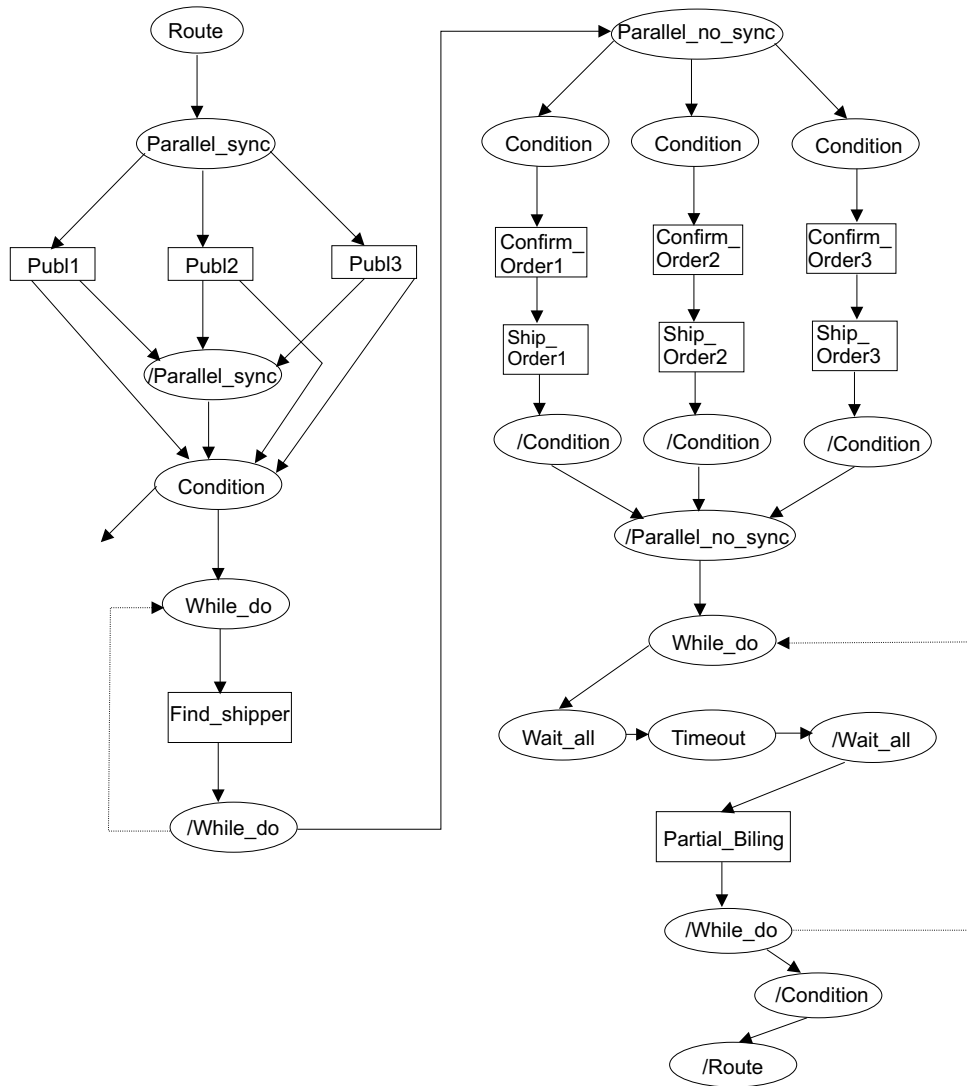 Route
Parallel_sync
Publ1
Publ2
Publ3
/Parallel_sync
Condition
While_do
Find_shipper
/While_do
Parallel_no_sync
Condition
Condition
Condition
Confirm_
Order1
Confirm_
Order2
Confirm_
Order3
Ship_
Order1
Ship_
Order2
Ship_
Order3
/Condition
/Condition
/Condition
/Parallel_no_sync
While_do
Wait_all
Timeout
/Wait_all
Partial_Biling
/While_do
/Condition
/Route